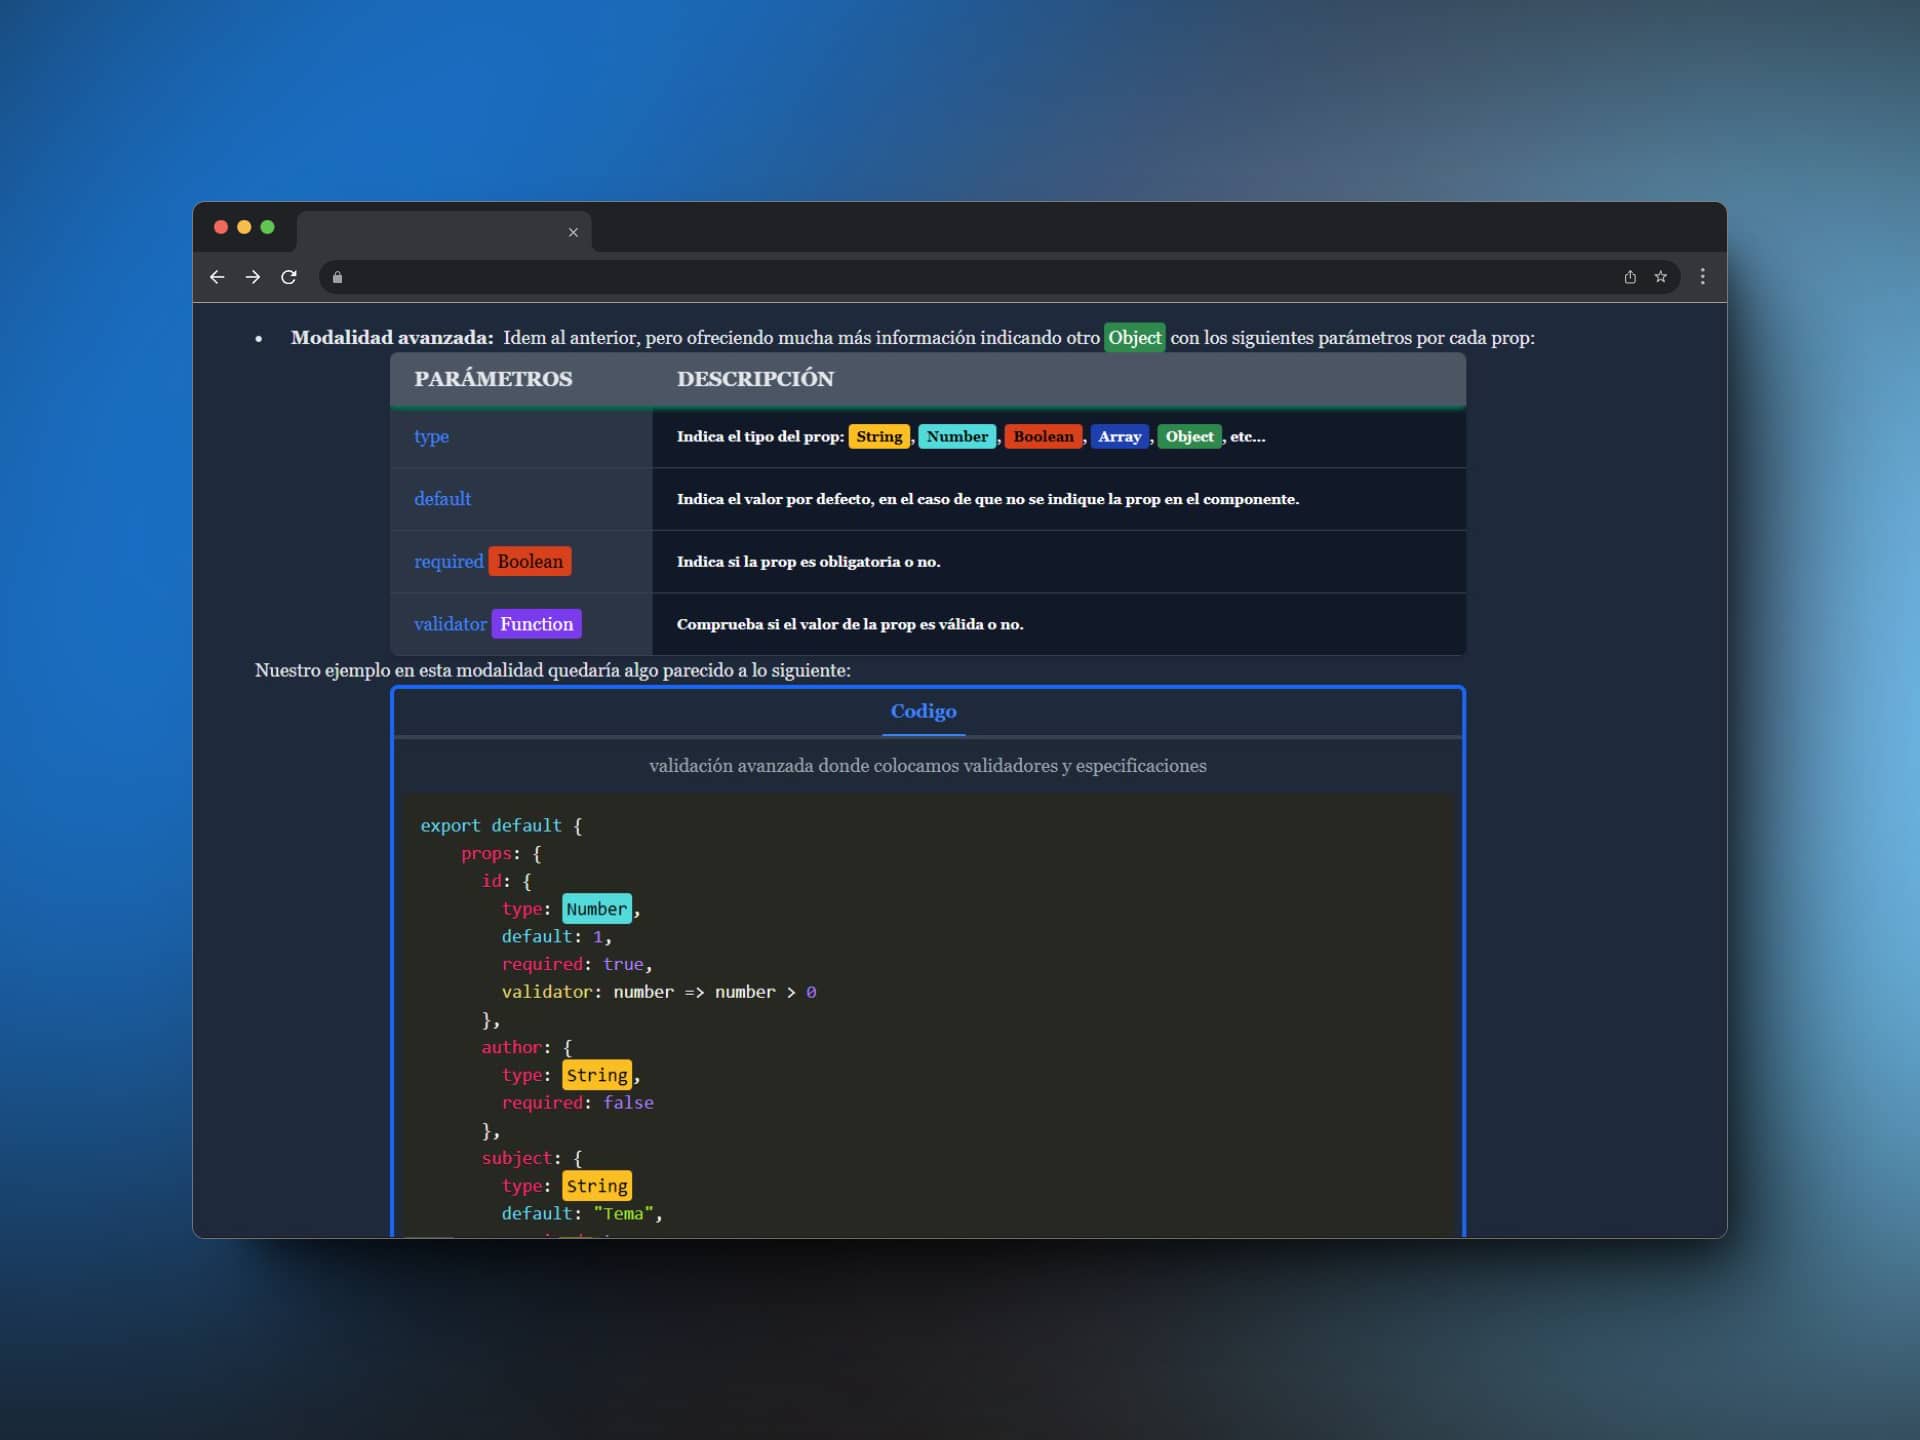 • Modalidad avanzada: Idem al anterior, pero ofreciendo mucha más información indicando otro Object con los siguientes parámetros por cada prop:
PARÁMETROS DESCRIPCIÓN
type Indica el tipo del prop: String, Number, Boolean, Array, Object, etc...
default Indica el valor por defecto, en el caso de que no se indique la prop en el componente.
required Boolean Indica si la prop es obligatoria o no.
validator Function Comprueba si el valor de la prop es válida o no.
Nuestro ejemplo en esta modalidad quedaría algo parecido a lo siguiente:
Codigo
validación avanzada donde colocamos validadores y especificaciones
export default {
props: {
id: {
type: Number,
default: 1,
required: true,
validator: number => number > 0
},
author: {
type: String,
required: false
},
subject: {
type: String
default: "Tema",